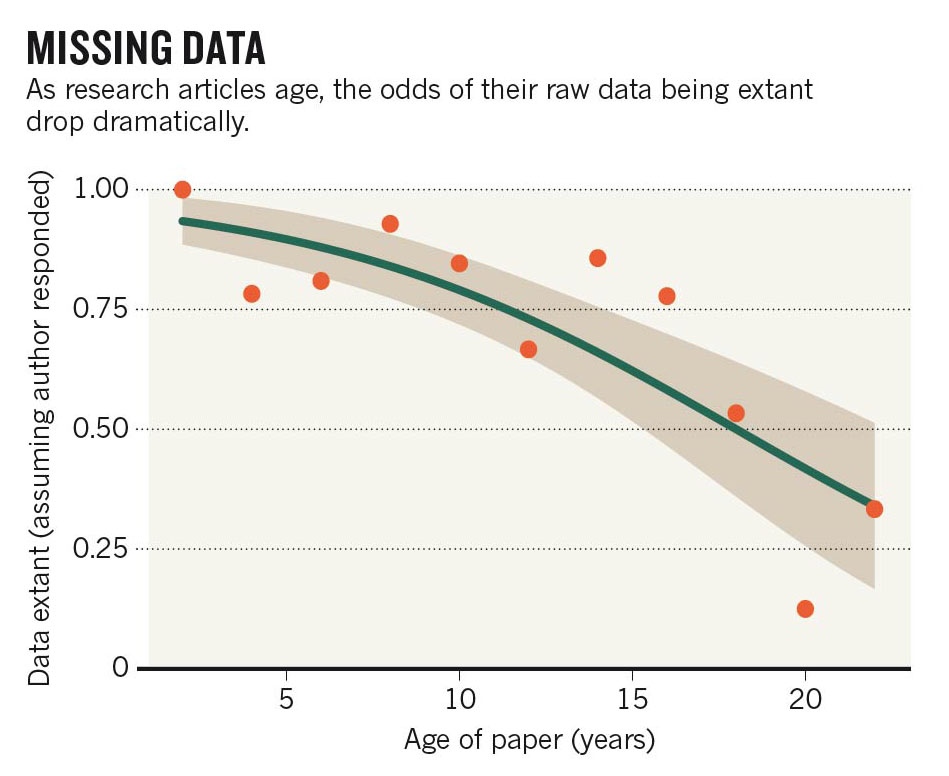 MISSING DATA
As research articles age, the odds of their raw data being extant
drop dramatically.
Data extant (assuming author responded)
1.00
0.75
0.50
0.25
0
5
10
15
20
Age of paper (years)